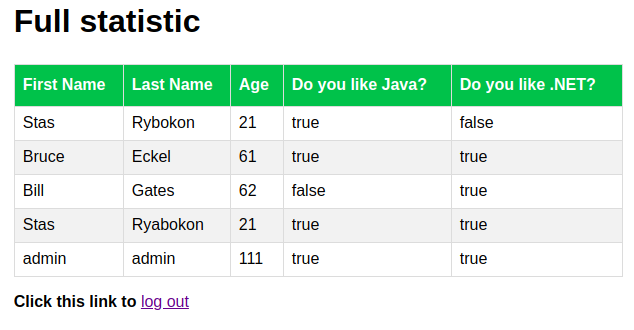 Full statistic
First Name Last Name Age Do you like Java? Do you like .NET?
Stas Rybokon 21 true false
Bruce Eckel 61 true true
Bill Gates 62 false true
Stas Ryabokon 21 true true
admin admin 111 true true
Click this link to log out